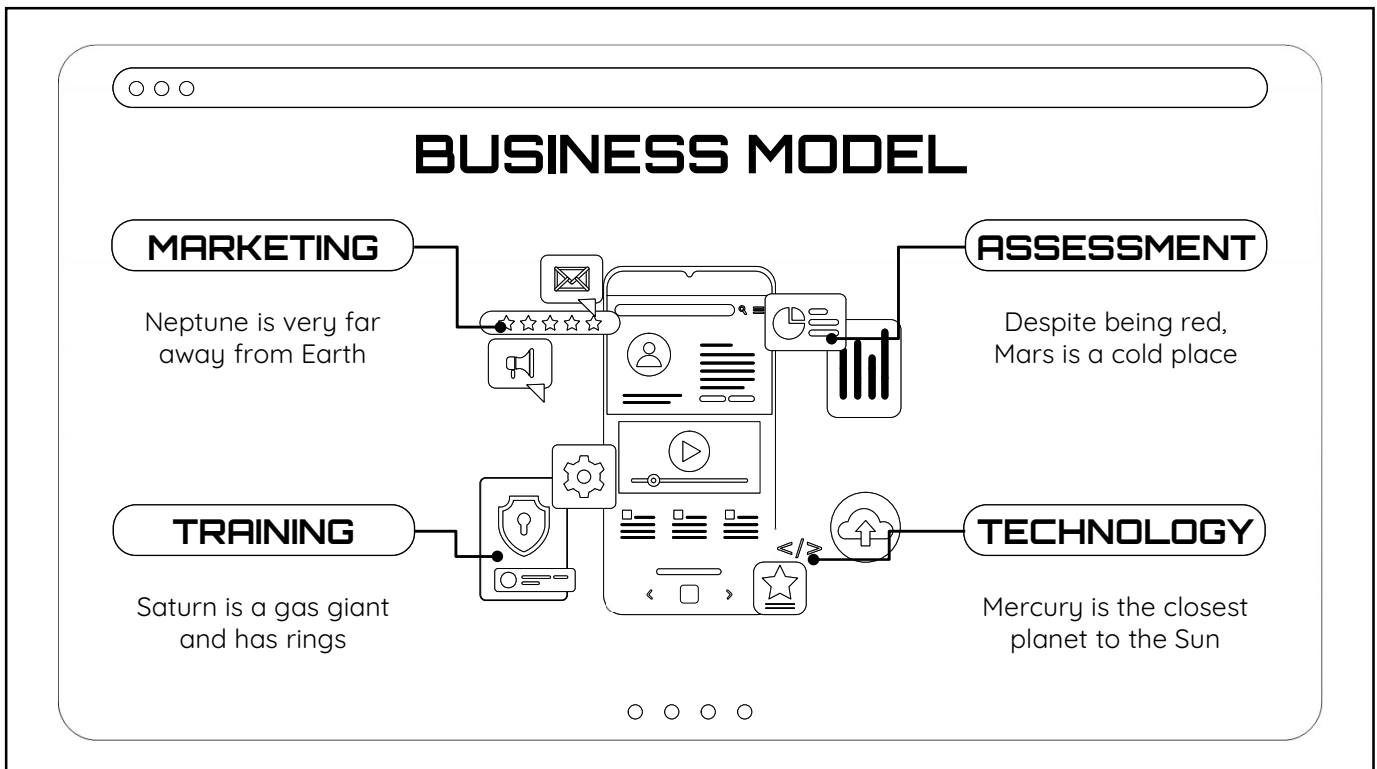 BUSINESS MODEL
MARKETING
Neptune is very far
away from Earth
ASSESSMENT
Despite being red,
Mars is a cold place
TRAINING
Saturn is a gas giant
and has rings
</>
TECHNOLOGY
Mercury is the closest
planet to the Sun